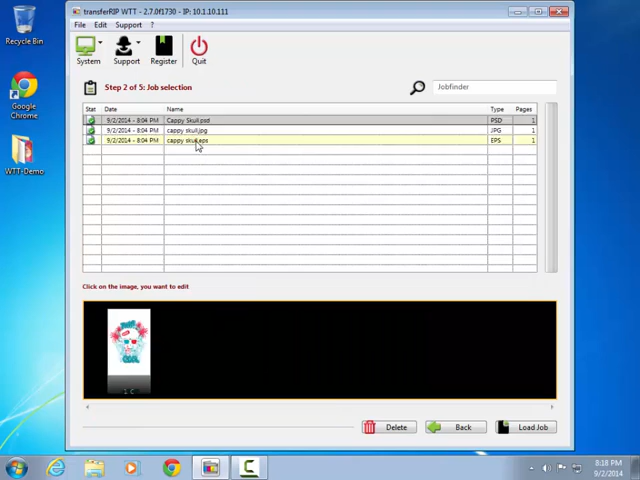 transferRIP WTT - 2.7.0f1730 - IP: 10.1.10.111
File Edit Support ?
System Support Register Quit
Recycle Bin
Google Chrome
WTT-Demo
Step 2 of 5: Job selection
Jobfinder
Stat Date Name Type Pages
9/2/2014 - 8:04 PM Cappy Skull.psd PSD 1
9/2/2014 - 8:04 PM cappy skull.jpg JPG 1
9/2/2014 - 8:04 PM cappy skull.eps EPS 1
Click on the image, you want to edit
COOL
1 C
Delete Back Load Job
8:18 PM
9/2/2014